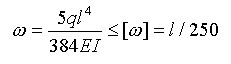 ω = 5ql⁴ / 384EI ≤ [ω] = l / 250